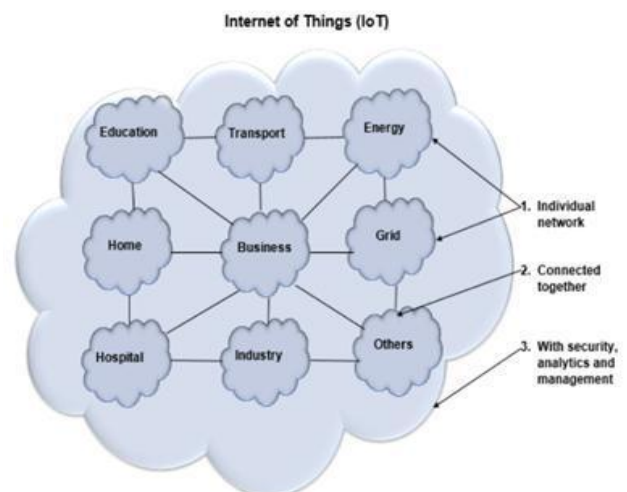 Internet of Things (IoT)
Education
Transport
Energy
Home
Business
Grid
Hospital
Industry
Others
1. Individual
network
2. Connected
together
3. With security,
analytics and
management